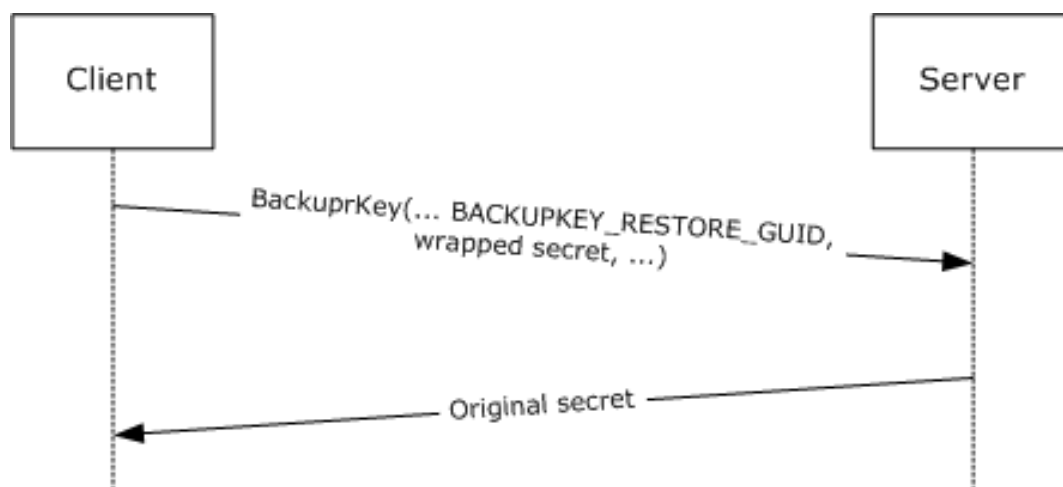 Client
Server
BackuprKey(... BACKUPKEY_RESTORE_GUID,
wrapped secret, ...)
Original secret